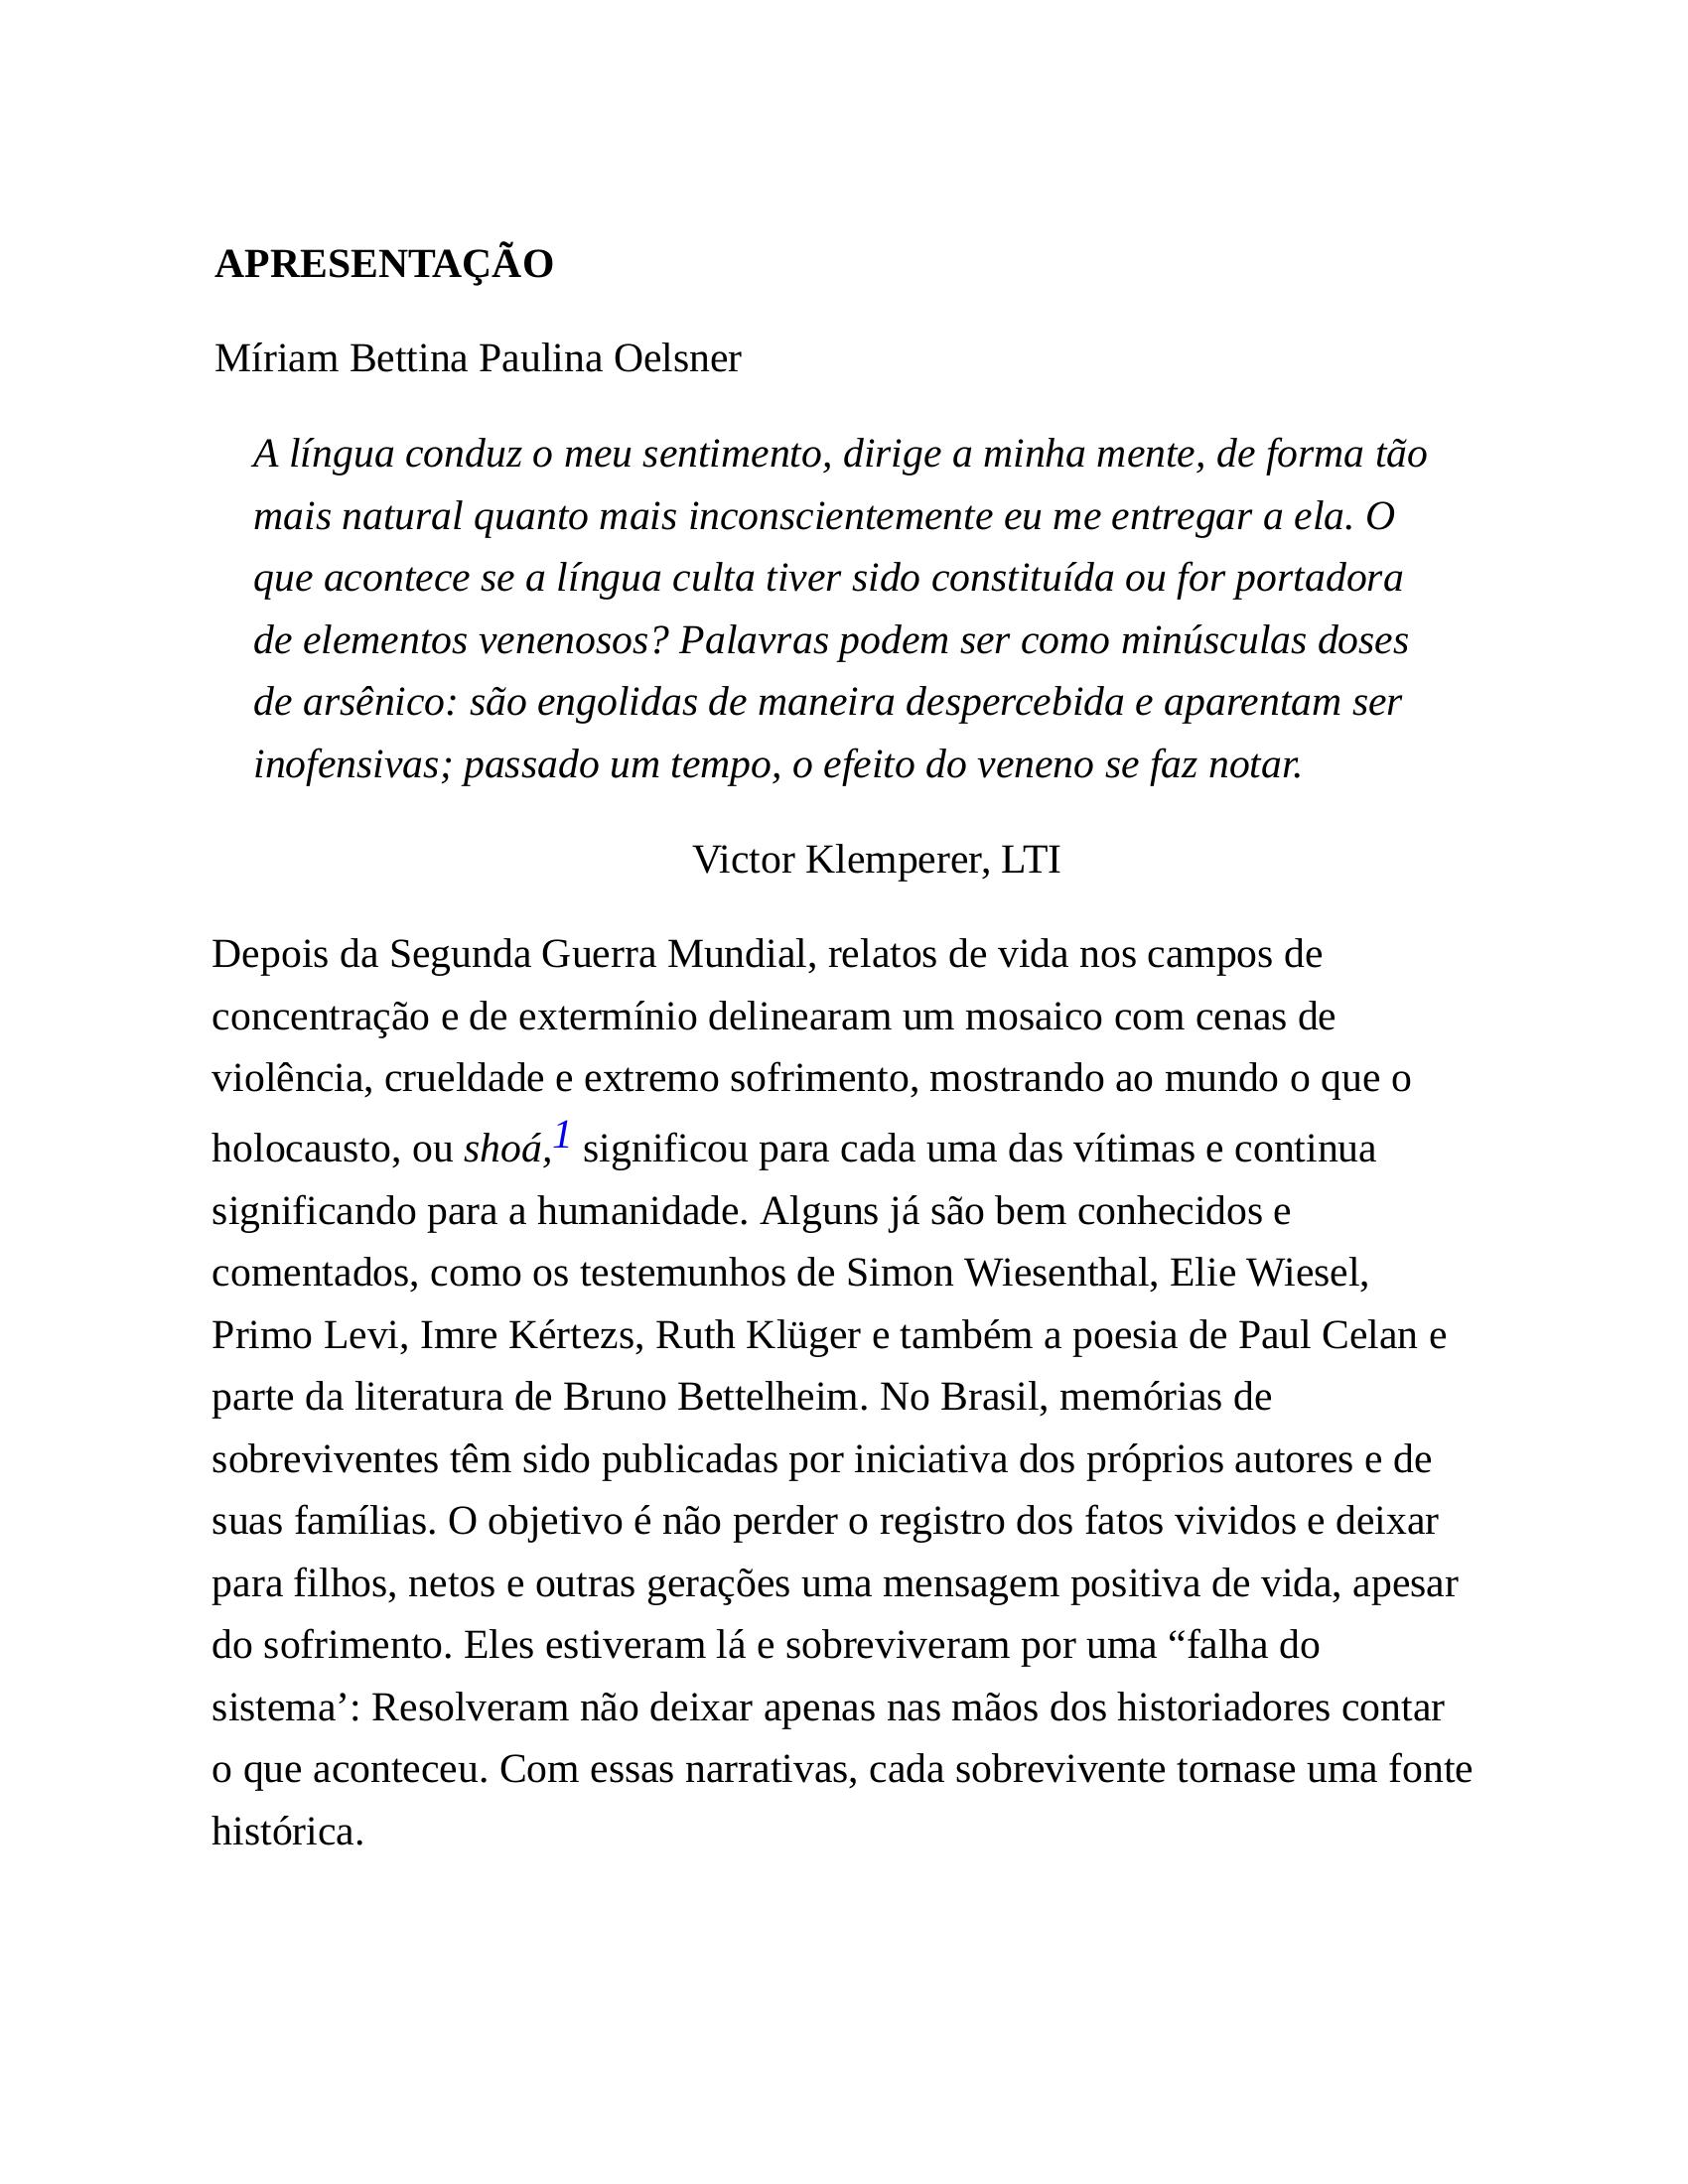 APRESENTAÇÃO
Míriam Bettina Paulina Oelsner
A língua conduz o meu sentimento, dirige a minha mente, de forma tão
mais natural quanto mais inconscientemente eu me entregar a ela. O
que acontece se a língua culta tiver sido constituída ou for portadora
de elementos venenosos? Palavras podem ser como minúsculas doses
de arsênico: são engolidas de maneira despercebida e aparentam ser
inofensivas; passado um tempo, o efeito do veneno se faz notar.
Victor Klemperer, LTI
Depois da Segunda Guerra Mundial, relatos de vida nos campos de
concentração e de extermínio delinearam um mosaico com cenas de
violência, crueldade e extremo sofrimento, mostrando ao mundo o que o
holocausto, ou shoá,1 significou para cada uma das vítimas e continua
significando para a humanidade. Alguns já são bem conhecidos e
comentados, como os testemunhos de Simon Wiesenthal, Elie Wiesel,
Primo Levi, Imre Kértezs, Ruth Klüger e também a poesia de Paul Celan e
parte da literatura de Bruno Bettelheim. No Brasil, memórias de
sobreviventes têm sido publicadas por iniciativa dos próprios autores e de
suas famílias. O objetivo é não perder o registro dos fatos vividos e deixar
para filhos, netos e outras gerações uma mensagem positiva de vida, apesar
do sofrimento. Eles estiveram lá e sobreviveram por uma “falha do
sistema’: Resolveram não deixar apenas nas mãos dos historiadores contar
o que aconteceu. Com essas narrativas, cada sobrevivente tornase uma fonte
histórica.